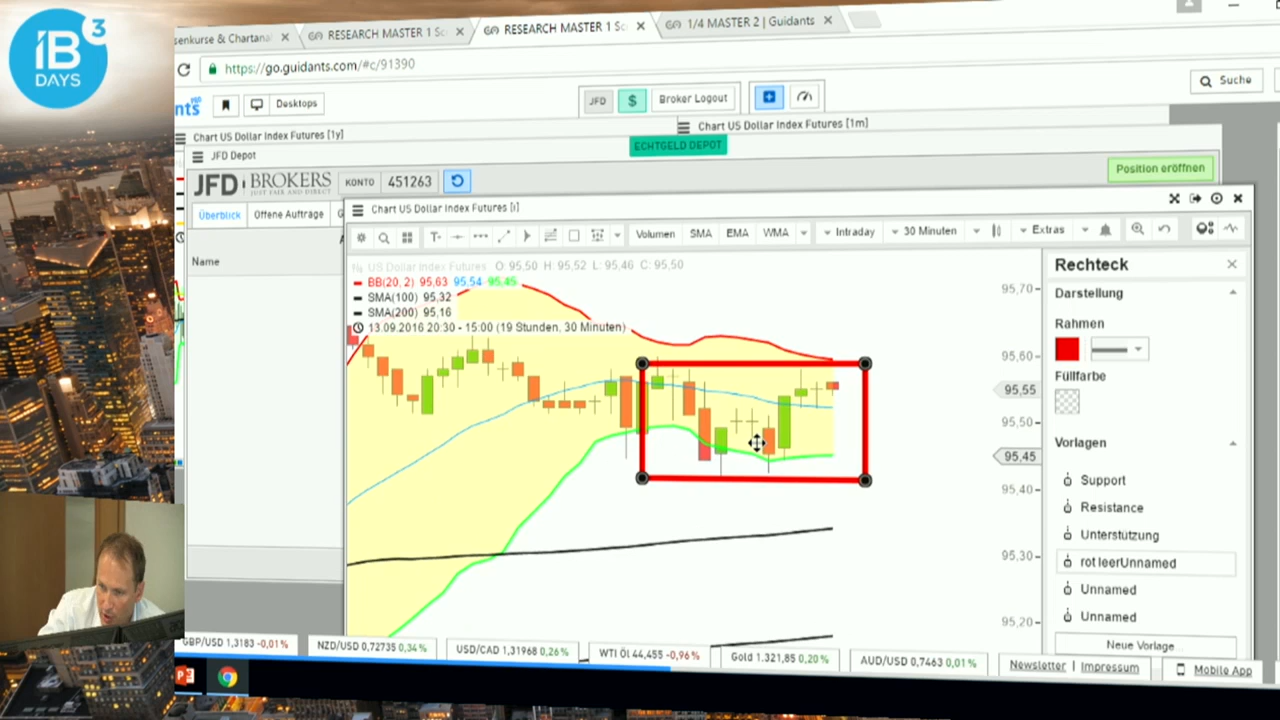 iB 3
DAYS
senkurse & Chartana
RESEARCH MASTER 1 Sc
RESEARCH MASTER 1 Sc
1/4 MASTER 2 | Guidants
https://go.guidants.com/#c/91390
nts
Desktops
JFD
$
Broker Logout
Suche
Chart US Dollar Index Futures [1y]
Chart US Dollar Index Futures [1m]
JFD Depot
ECHTGELD DEPOT
JFD BROKERS
JUST FAIR AND DIRECT
KONTO
451263
Position eröffnen
Überblick
Offene Aufträge
G
Name
Chart US Dollar Index Futures [i]
T
Volumen
SMA
EMA
WMA
Intraday
30 Minuten
Extras
US Dollar Index Futures O: 95,50 H: 95,52 L: 95,46 C: 95,50
BB(20, 2) 95,63 95,54 95,46
SMA(100) 95,32
SMA(200) 95,16
13.09.2016 20:30 - 15:00 (19 Stunden, 30 Minuten)
95,70
95,60
95,55
95,50
95,45
95,40
95,30
95,20
Rechteck
Darstellung
Rahmen
Füllfarbe
Vorlagen
Support
Resistance
Unterstützung
rot leerUnnamed
Unnamed
Unnamed
Neue Vorlage
GBP/USD 1,3183 -0,01%
NZD/USD 0,72735 0,34%
USD/CAD 1,31968 0,26%
WTI Öl 44,455 -0,96%
Gold 1.321,85 0,20%
AUD/USD 0,7463 0,01%
Newsletter | Impressum
Mobile App